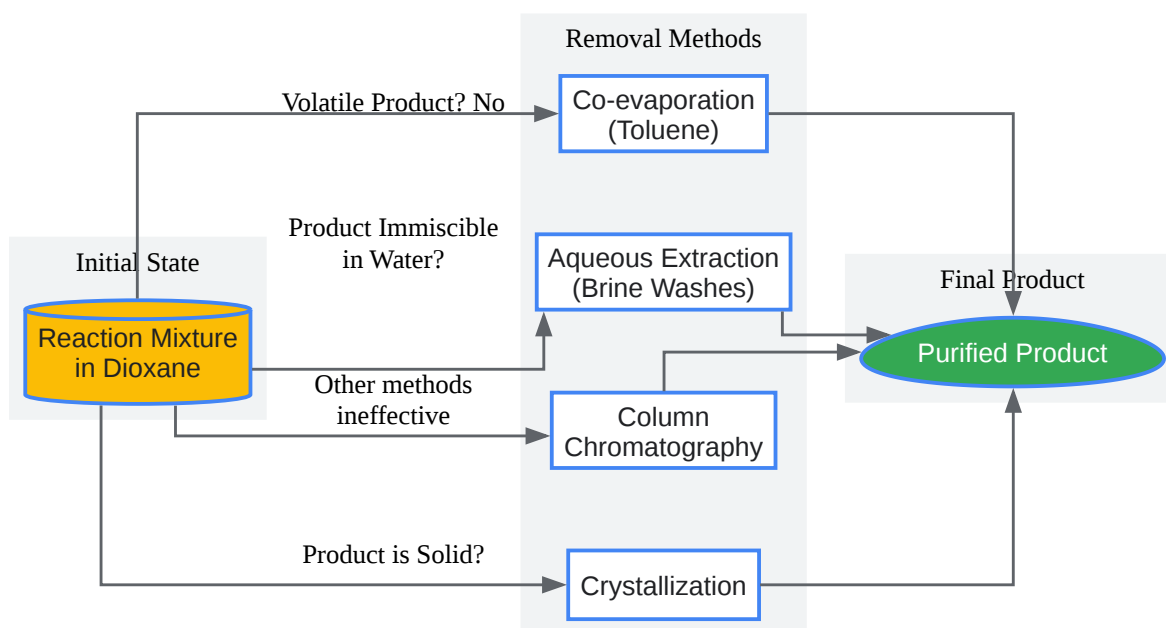 Removal Methods
Volatile Product? No
Co-evaporation
(Toluene)
Product Immiscible
in Water?
Initial State
Aqueous Extraction
(Brine Washes)
Final Product
Reaction Mixture
in Dioxane
Purified Product
Other methods
ineffective
Column
Chromatography
Product is Solid?
Crystallization